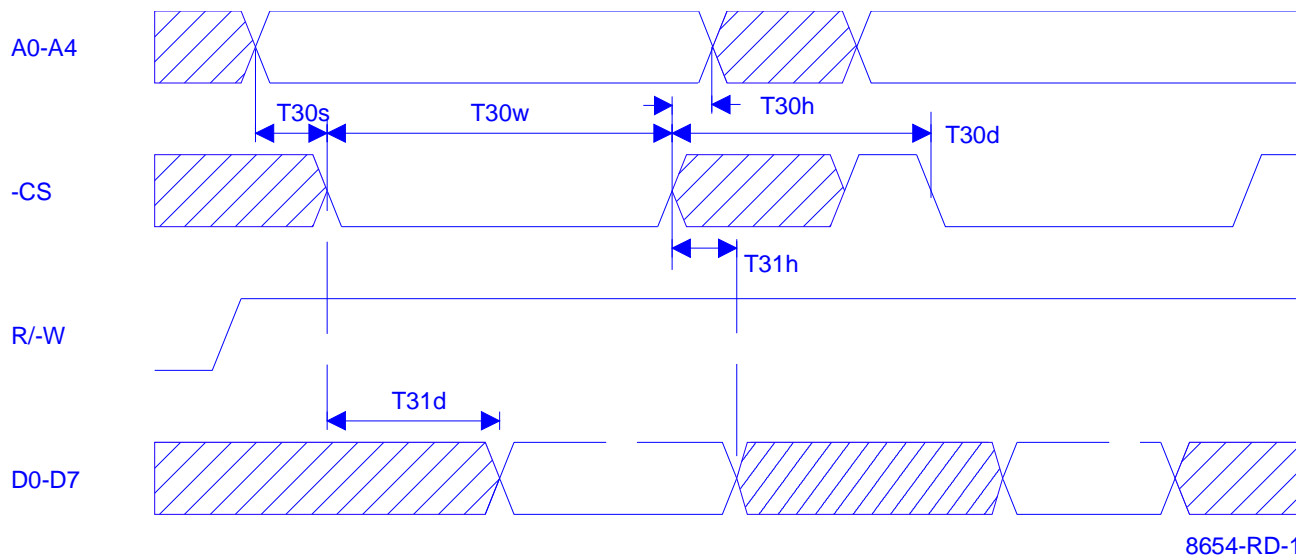 A0-A4
T30s
T30w
T30h
T30d
-CS
T31h
R/-W
T31d
D0-D7
8654-RD-1